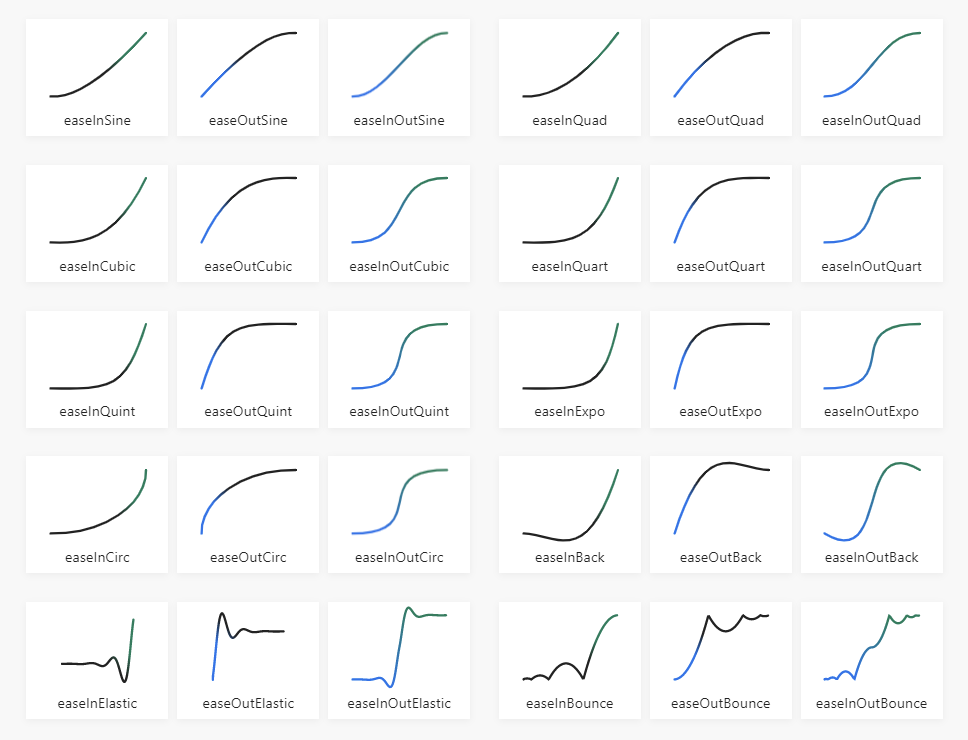 easeInSine
easeOutSine
easeInOutSine
easeInQuad
easeOutQuad
easeInOutQuad
easeInCubic
easeOutCubic
easeInOutCubic
easeInQuart
easeOutQuart
easeInOutQuart
easeInQuint
easeOutQuint
easeInOutQuint
easeInExpo
easeOutExpo
easeInOutExpo
easeInCirc
easeOutCirc
easeInOutCirc
easeInBack
easeOutBack
easeInOutBack
easeInElastic
easeOutElastic
easeInOutElastic
easeInBounce
easeOutBounce
easeInOutBounce